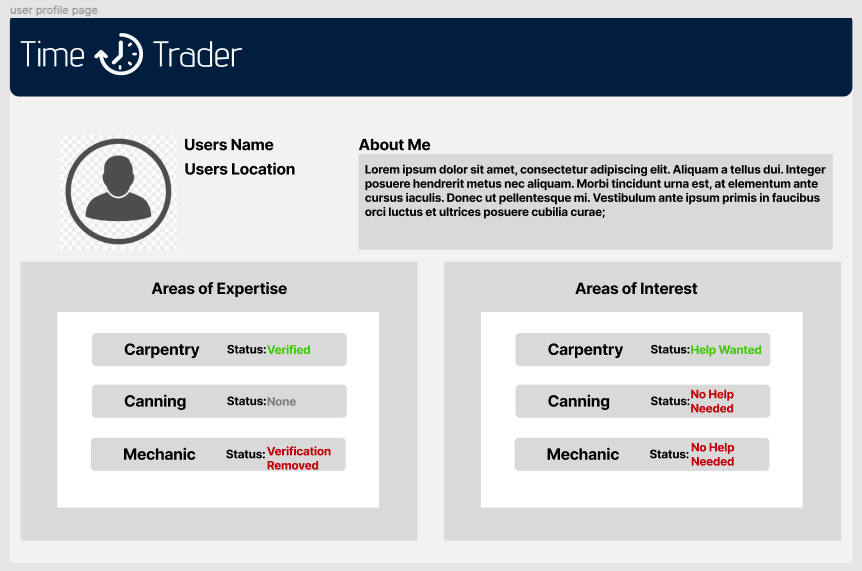 user profile page
Time Trader
Users Name
Users Location
About Me
Lorem ipsum dolor sit amet, consectetur adipiscing elit. Aliquam a tellus dui. Integer
posuere hendrerit metus nec aliquam. Morbi tincidunt urna est, at elementum ante
cursus iaculis. Donec ut pellentesque mi. Vestibulum ante ipsum primis in faucibus
orci luctus et ultrices posuere cubilia curae;
Areas of Expertise
Carpentry Status:Verified
Canning Status:None
Mechanic Status:Verification
Removed
Areas of Interest
Carpentry Status:Help Wanted
Canning Status:No Help
Needed
Mechanic Status:No Help
Needed